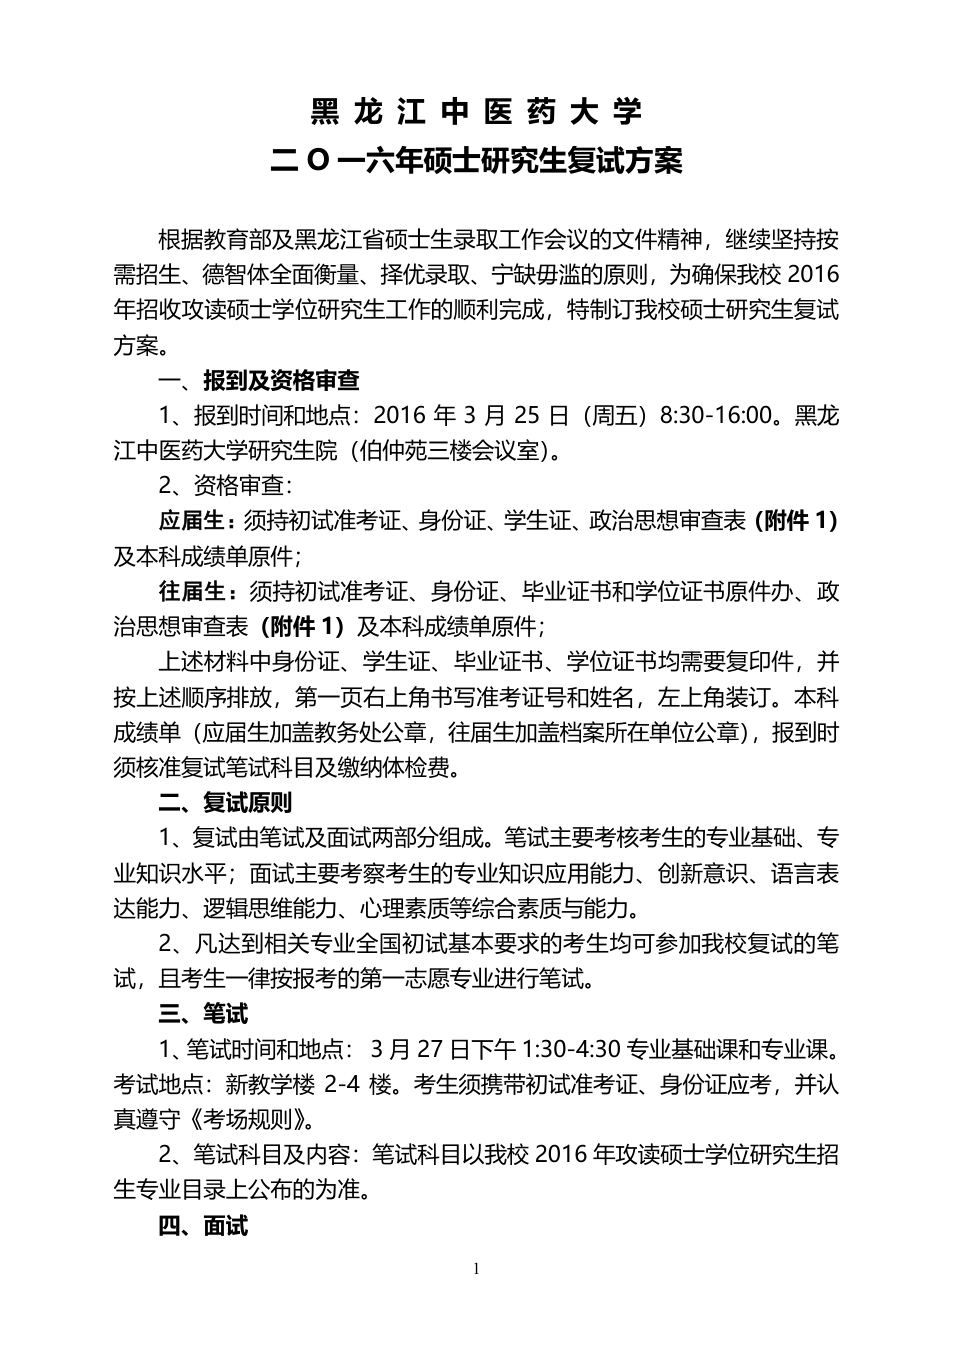 黑 龙 江 中 医 药 大 学
二 O 一六年硕士研究生复试方案
根据教育部及黑龙江省硕士生录取工作会议的文件精神，继续坚持按
需招生、德智体全面衡量、择优录取、宁缺毋滥的原则，为确保我校 2016
年招收攻读硕士学位研究生工作的顺利完成，特制订我校硕士研究生复试
方案。
一、报到及资格审查
1、报到时间和地点：2016 年 3 月 25 日（周五）8:30-16:00。黑龙
江中医药大学研究生院（伯仲苑三楼会议室）。
2、资格审查：
应届生：须持初试准考证、身份证、学生证、政治思想审查表（附件 1）
及本科成绩单原件；
往届生：须持初试准考证、身份证、毕业证书和学位证书原件办、政
治思想审查表（附件 1）及本科成绩单原件；
上述材料中身份证、学生证、毕业证书、学位证书均需要复印件，并
按上述顺序排放，第一页右上角书写准考证号和姓名，左上角装订。本科
成绩单（应届生加盖教务处公章，往届生加盖档案所在单位公章），报到时
须核准复试笔试科目及缴纳体检费。
二、复试原则
1、复试由笔试及面试两部分组成。笔试主要考核考生的专业基础、专
业知识水平；面试主要考察考生的专业知识应用能力、创新意识、语言表
达能力、逻辑思维能力、心理素质等综合素质与能力。
2、凡达到相关专业全国初试基本要求的考生均可参加我校复试的笔
试，且考生一律按报考的第一志愿专业进行笔试。
三、笔试
1、笔试时间和地点： 3 月 27 日下午 1:30-4:30 专业基础课和专业课。
考试地点：新教学楼 2-4 楼。考生须携带初试准考证、身份证应考，并认
真遵守《考场规则》。
2、笔试科目及内容：笔试科目以我校 2016 年攻读硕士学位研究生招
生专业目录上公布的为准。
四、面试
1